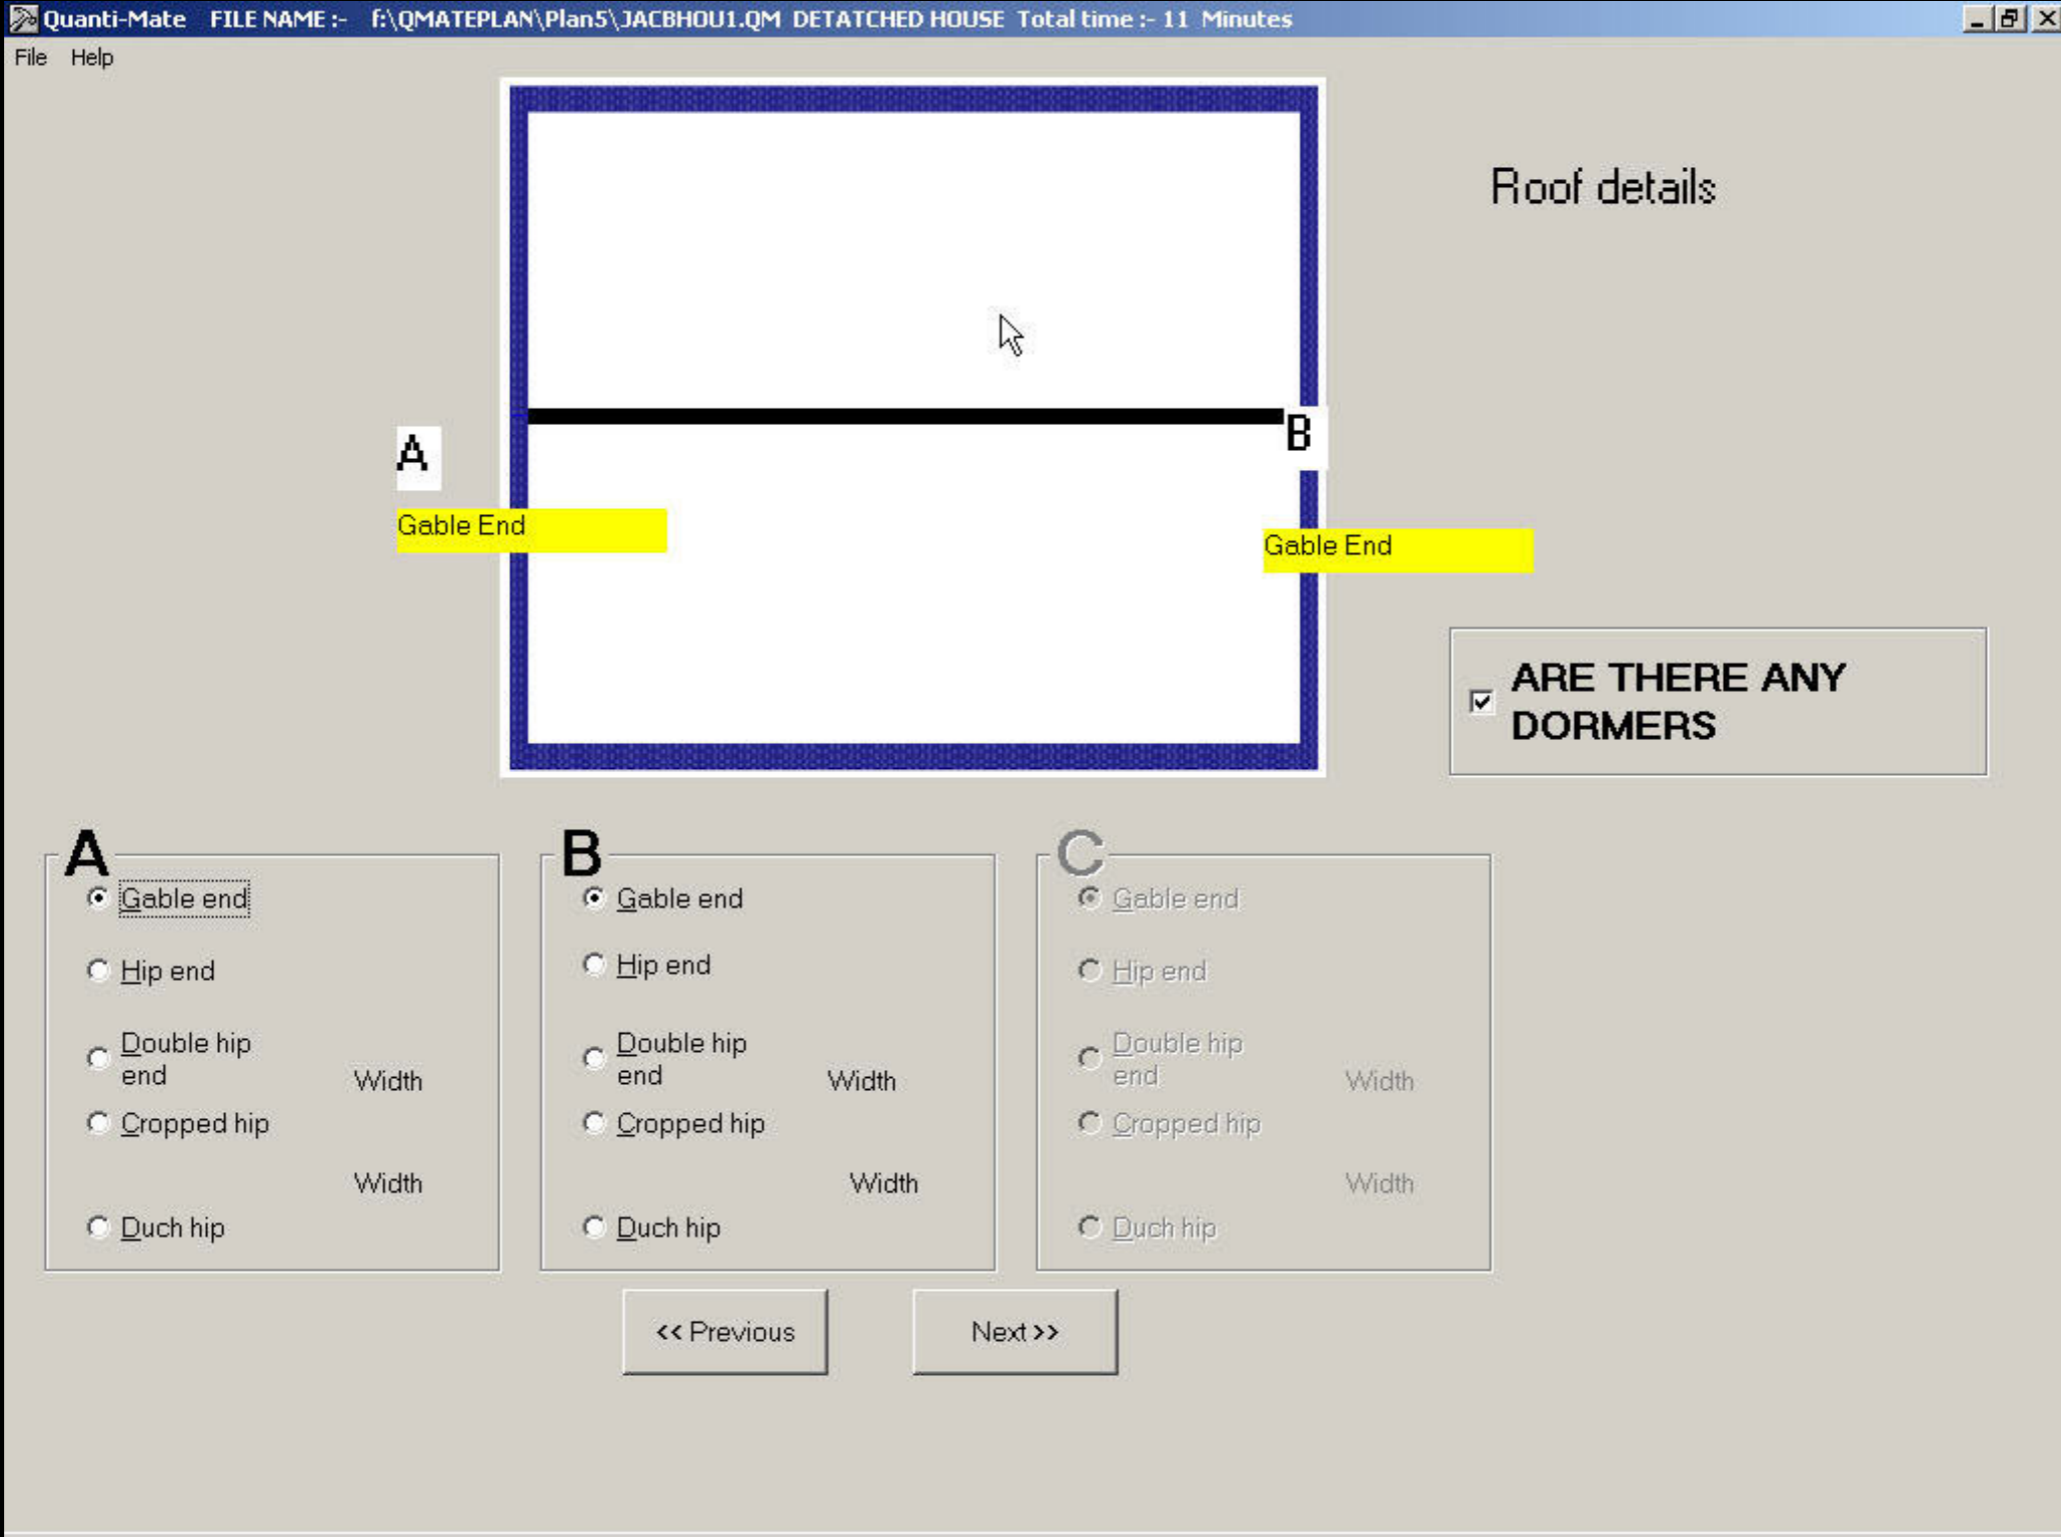 Quanti-Mate FILE NAME :- f:\QMATEPLAN\Plan5\JACBHOU1.QM DETATCHED HOUSE Total time :- 11 Minutes
File Help
Roof details
A
B
Gable End
Gable End
ARE THERE ANY
DORMERS
A
Gable end
Hip end
Double hip
end
Width
Cropped hip
Width
Duch hip
B
Gable end
Hip end
Double hip
end
Width
Cropped hip
Width
Duch hip
C
Gable end
Hip end
Double hip
end
Width
Cropped hip
Width
Duch hip
<< Previous
Next >>